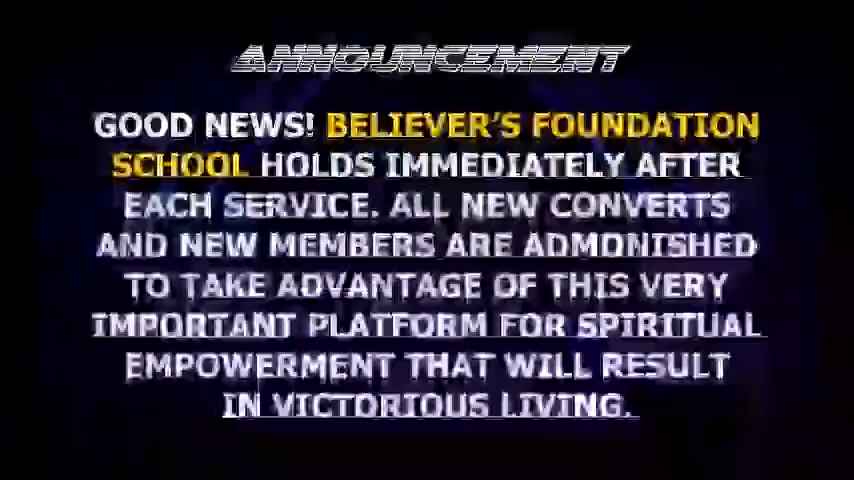 ANNOUNCEMENT
GOOD NEWS! BELIEVER'S FOUNDATION
SCHOOL HOLDS IMMEDIATELY AFTER
EACH SERVICE. ALL NEW CONVERTS
AND NEW MEMBERS ARE ADMONISHED
TO TAKE ADVANTAGE OF THIS VERY
IMPORTANT PLATFORM FOR SPIRITUAL
EMPOWERMENT THAT WILL RESULT
IN VICTORIOUS LIVING.